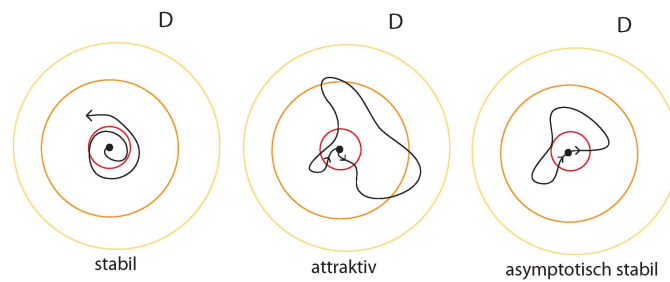 D
D
D
stabil
attraktiv
asymptotisch stabil